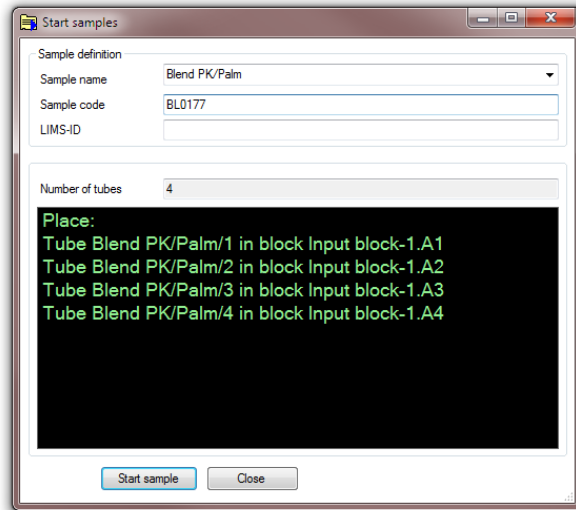 Start samples
Sample definition
Sample name Blend PK/Palm
Sample code BL0177
LIMS-ID
Number of tubes 4
Place:
Tube Blend PK/Palm/1 in block Input block-1.A1
Tube Blend PK/Palm/2 in block Input block-1.A2
Tube Blend PK/Palm/3 in block Input block-1.A3
Tube Blend PK/Palm/4 in block Input block-1.A4
Start sample Close